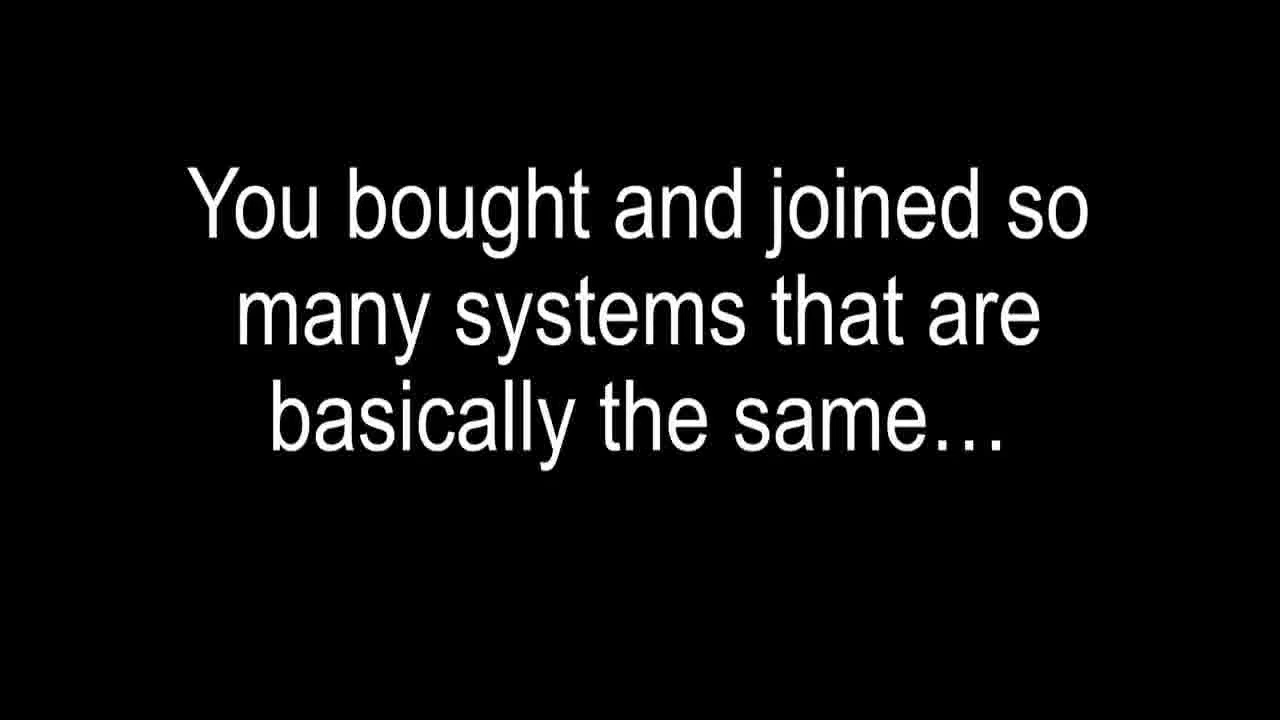 You bought and joined so
many systems that are
basically the same…